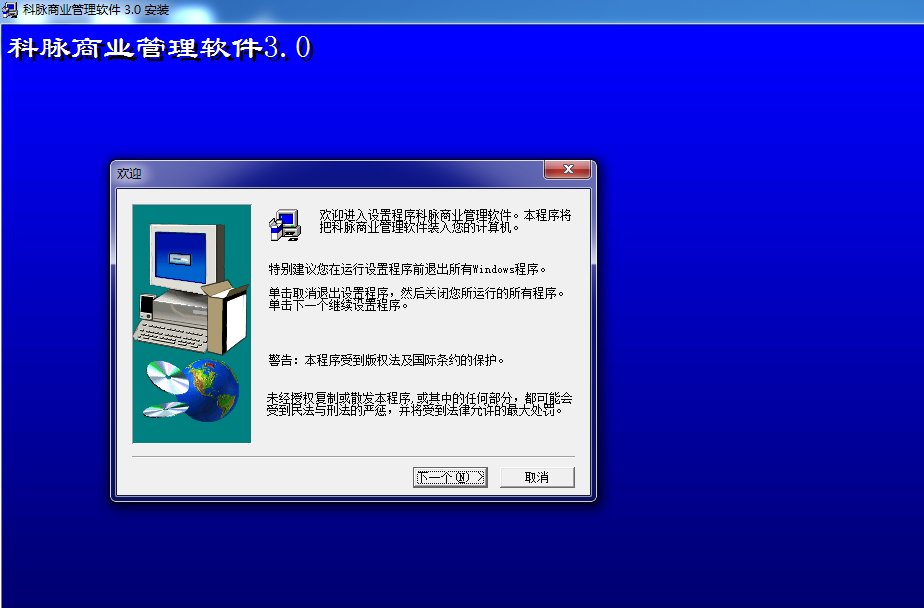 科脉商业管理软件 3.0 安装
科脉商业管理软件3.0
欢迎
欢迎进入设置程序科脉商业管理软件。本程序将
把科脉商业管理软件装入您的计算机。
特别建议您在运行设置程序前退出所有Windows程序。
单击取消退出设置程序，然后关闭您所运行的所有程序。
单击下一个继续设置程序。
警告：本程序受到版权法及国际条约的保护。
未经授权复制或散发本程序,或其中的任何部分，都可能会
受到民法与刑法的严惩，并将受到法律允许的最大处罚。
下一个(N) >
取消